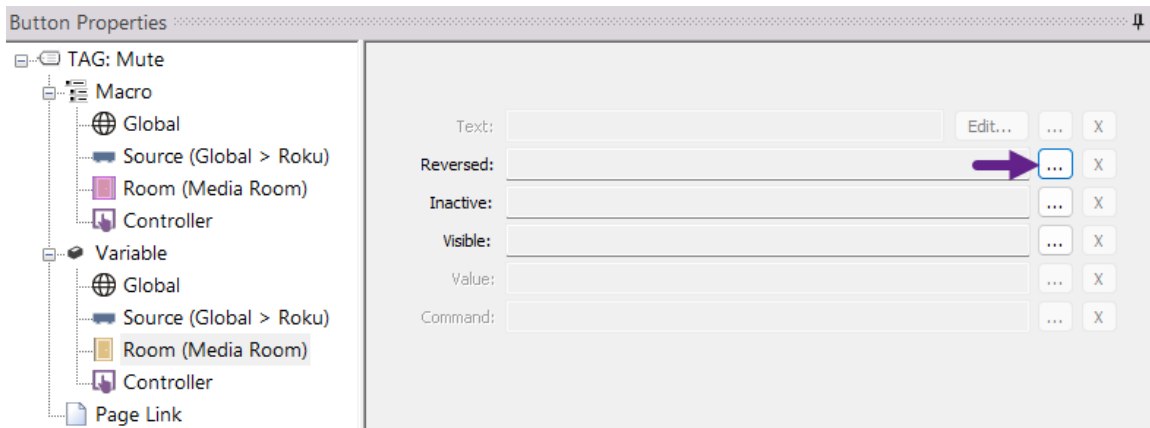 Button Properties
TAG: Mute
Macro
Global
Source (Global > Roku)
Room (Media Room)
Controller
Variable
Global
Source (Global > Roku)
Room (Media Room)
Controller
Page Link
Text: Edit... ... X
Reversed: ... X
Inactive: ... X
Visible: ... X
Value: ... X
Command: ... X